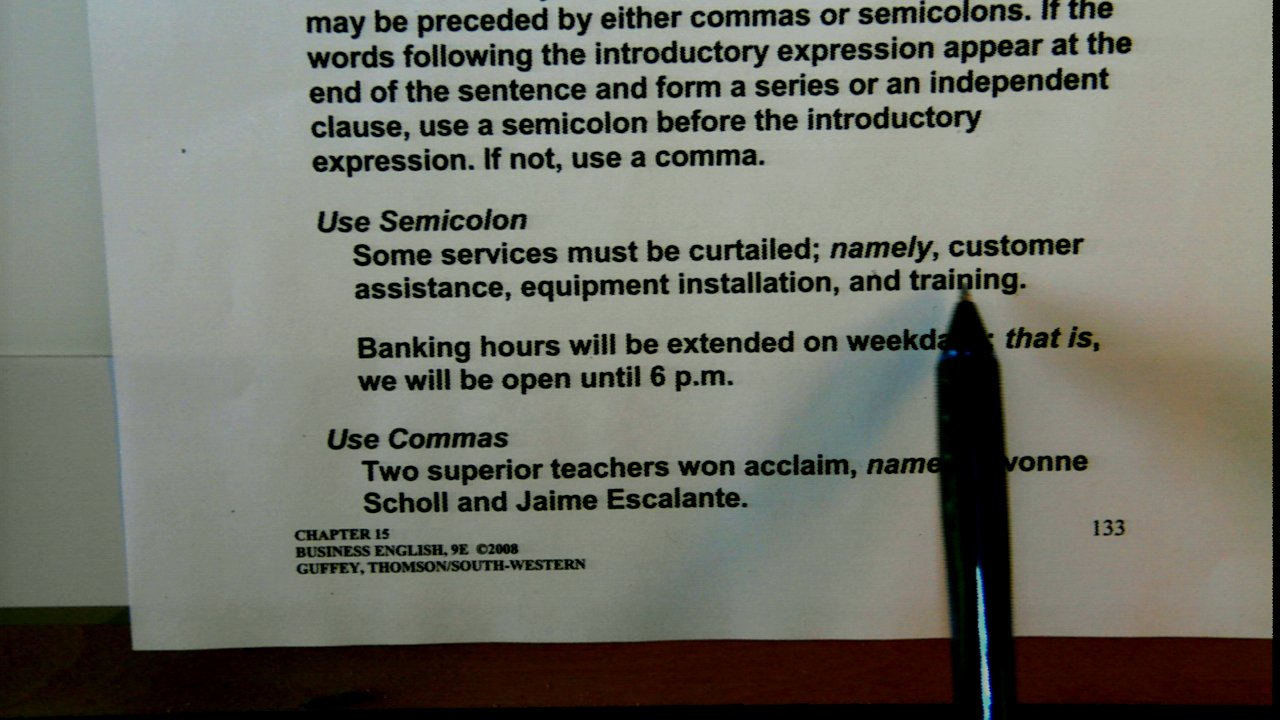 may be preceded by either commas or semicolons. If the
words following the introductory expression appear at the
end of the sentence and form a series or an independent
clause, use a semicolon before the introductory
expression. If not, use a comma.
Use Semicolon
Some services must be curtailed; namely, customer
assistance, equipment installation, and training.
Banking hours will be extended on that is,
we will be open until 6 p.m.
Use Commas
Two superior teachers won acclaim,
Scholl and Jaime Escalante.
CHAPTER 15
BUSINESS ENGLISH, 9E ©2008
GUFFEY, THOMSON/SOUTH-WESTERN
133